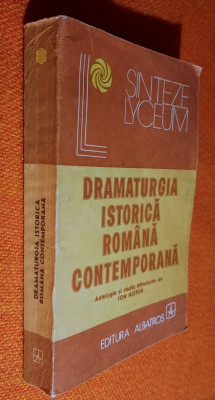 SINTEZE
LYCEUM
DRAMATURGIA
ISTORICĂ
ROMÂNĂ
CONTEMPORANĂ
Antologie și studiu introductiv de
ION NISTOR
EDITURA ALBATROS
DRAMATURGIA ISTORICĂ
ROMÂNĂ CONTEMPORANĂ